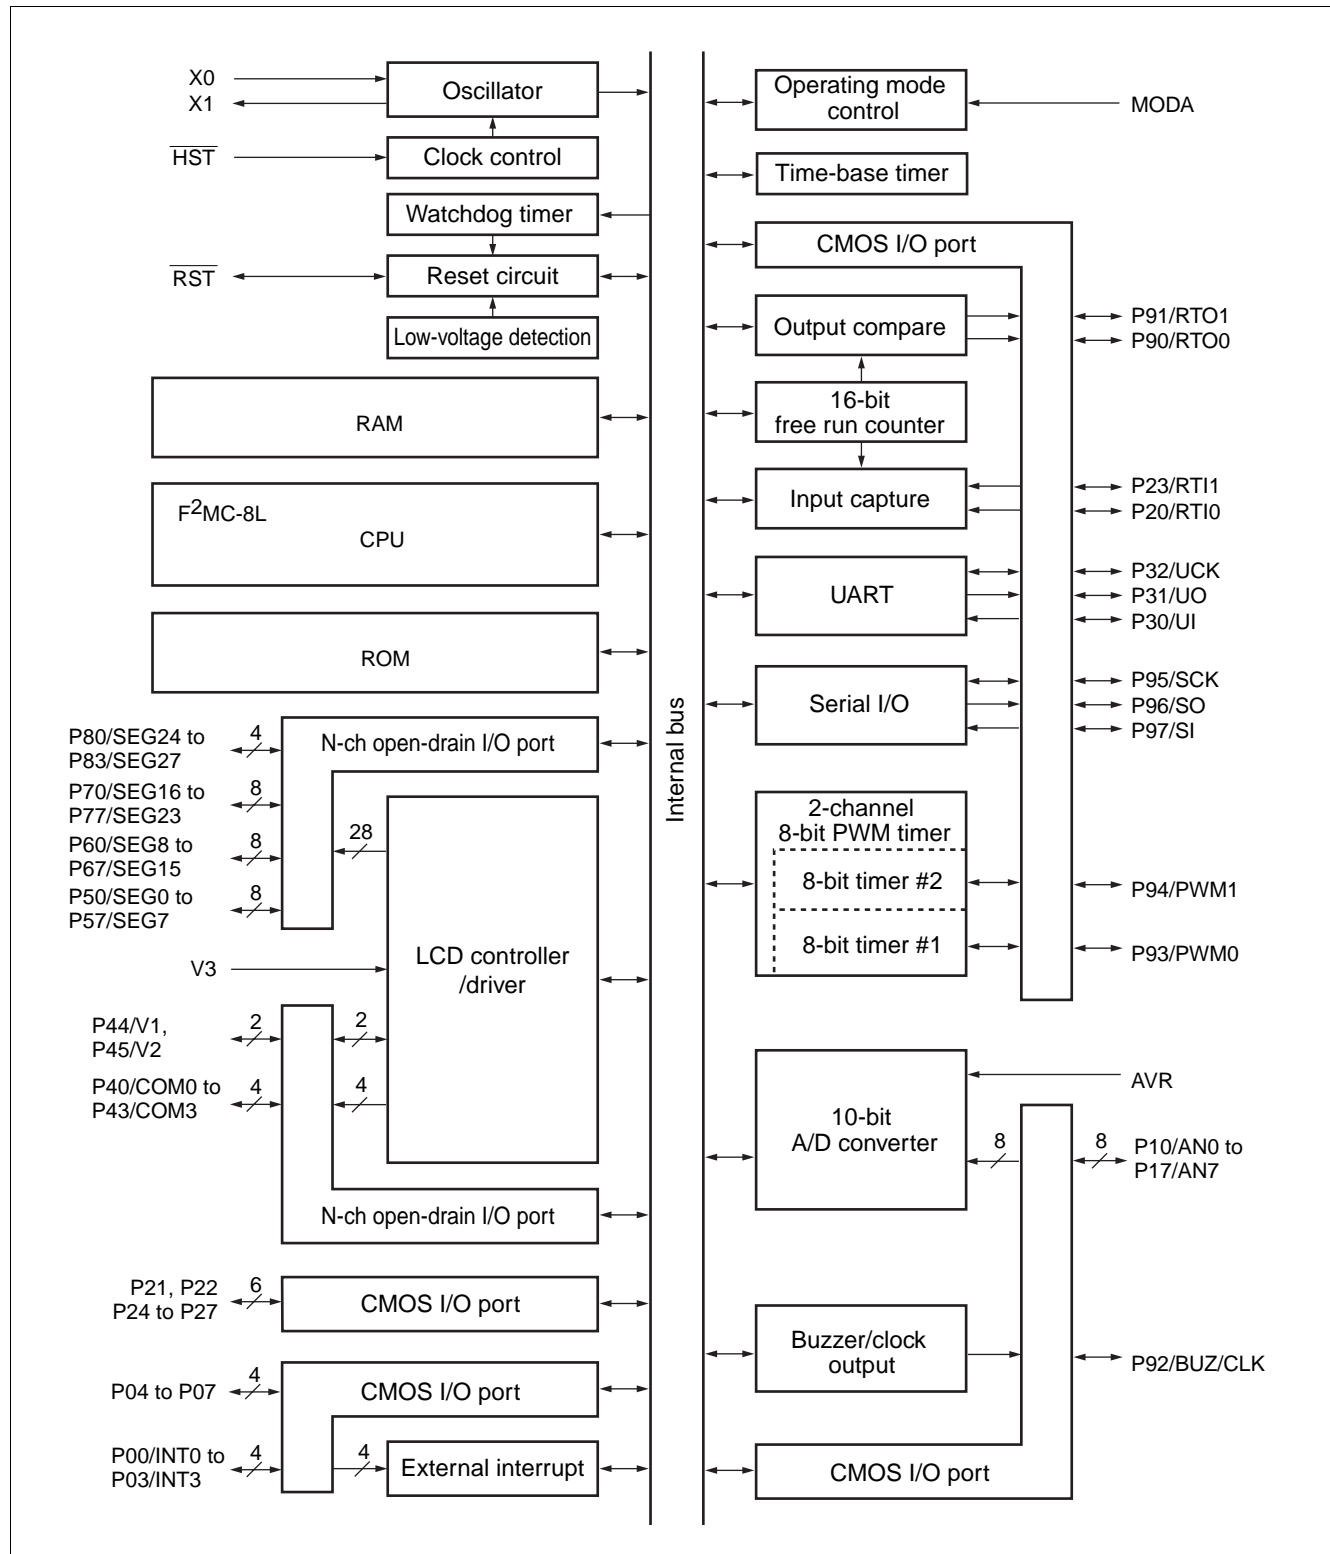 X0
X1
Oscillator
HST
Clock control
Watchdog timer
RST
Reset circuit
Low-voltage detection
RAM
F2MC-8L
CPU
ROM
P80/SEG24 to
P83/SEG27
4
N-ch open-drain I/O port
P70/SEG16 to
P77/SEG23
8
P60/SEG8 to
P67/SEG15
8
28
P50/SEG0 to
P57/SEG7
8
V3
LCD controller
/driver
P44/V1,
P45/V2
2
2
P40/COM0 to
P43/COM3
4
4
N-ch open-drain I/O port
P21, P22
P24 to P27
6
CMOS I/O port
P04 to P07
4
CMOS I/O port
P00/INT0 to
P03/INT3
4
4
External interrupt
Internal bus
Operating mode
control
MODA
Time-base timer
CMOS I/O port
Output compare
P91/RTO1
P90/RTO0
16-bit
free run counter
Input capture
P23/RTI1
P20/RTI0
UART
P32/UCK
P31/UO
P30/UI
Serial I/O
P95/SCK
P96/SO
P97/SI
2-channel
8-bit PWM timer
8-bit timer #2
P94/PWM1
8-bit timer #1
P93/PWM0
AVR
10-bit
A/D converter
8
8
P10/AN0 to
P17/AN7
Buzzer/clock
output
P92/BUZ/CLK
CMOS I/O port